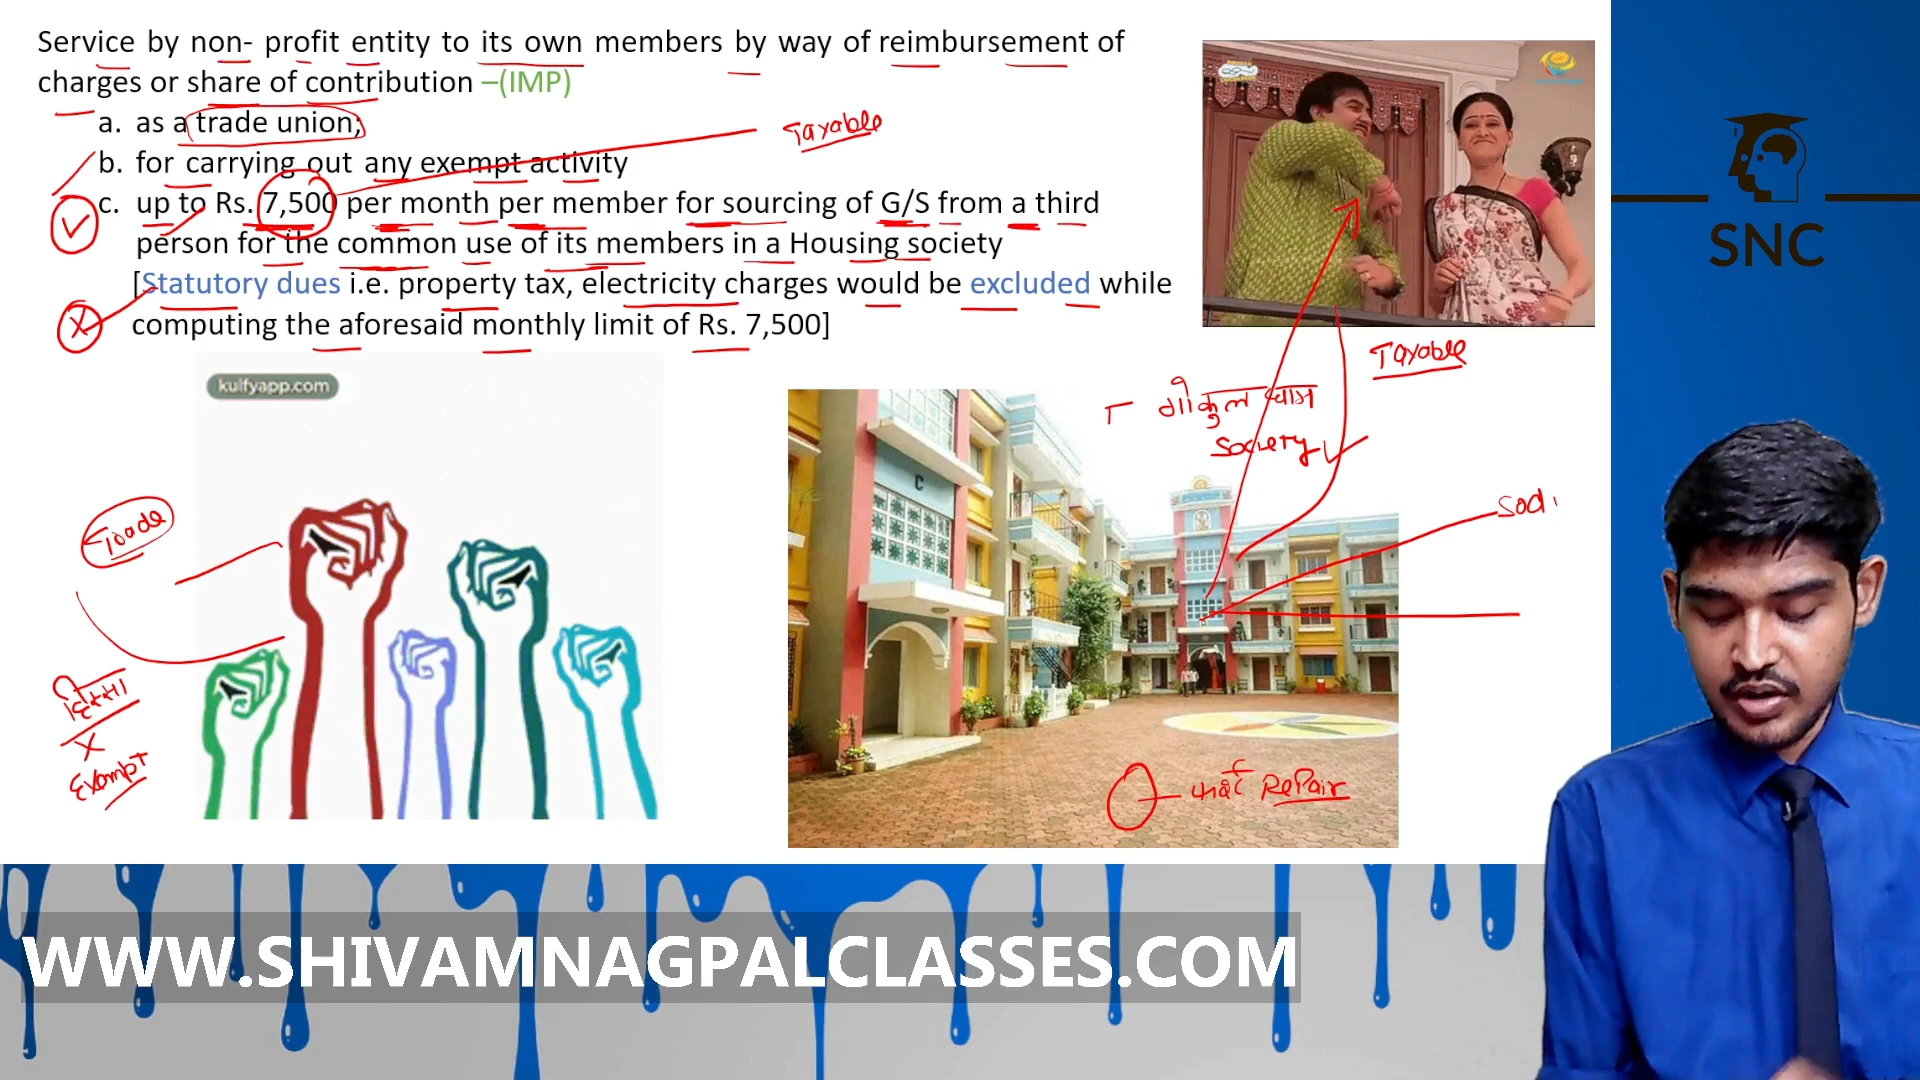 Service by non- profit entity to its own members by way of reimbursement of
charges or share of contribution –(IMP)
a. as a trade union;
b. for carrying out any exempt activity
c. up to Rs. 7,500 per month per member for sourcing of G/S from a third
person for the common use of its members in a Housing society
[Statutory dues i.e. property tax, electricity charges would be excluded while
computing the aforesaid monthly limit of Rs. 7,500]
Taxable
SNC
Taxable
kulfyapp.com
गोकुल धाम
society
C
Trade
हिस्सा
X
Exempt
Repair
WWW.SHIVAMNAGPALCLASSES.COM